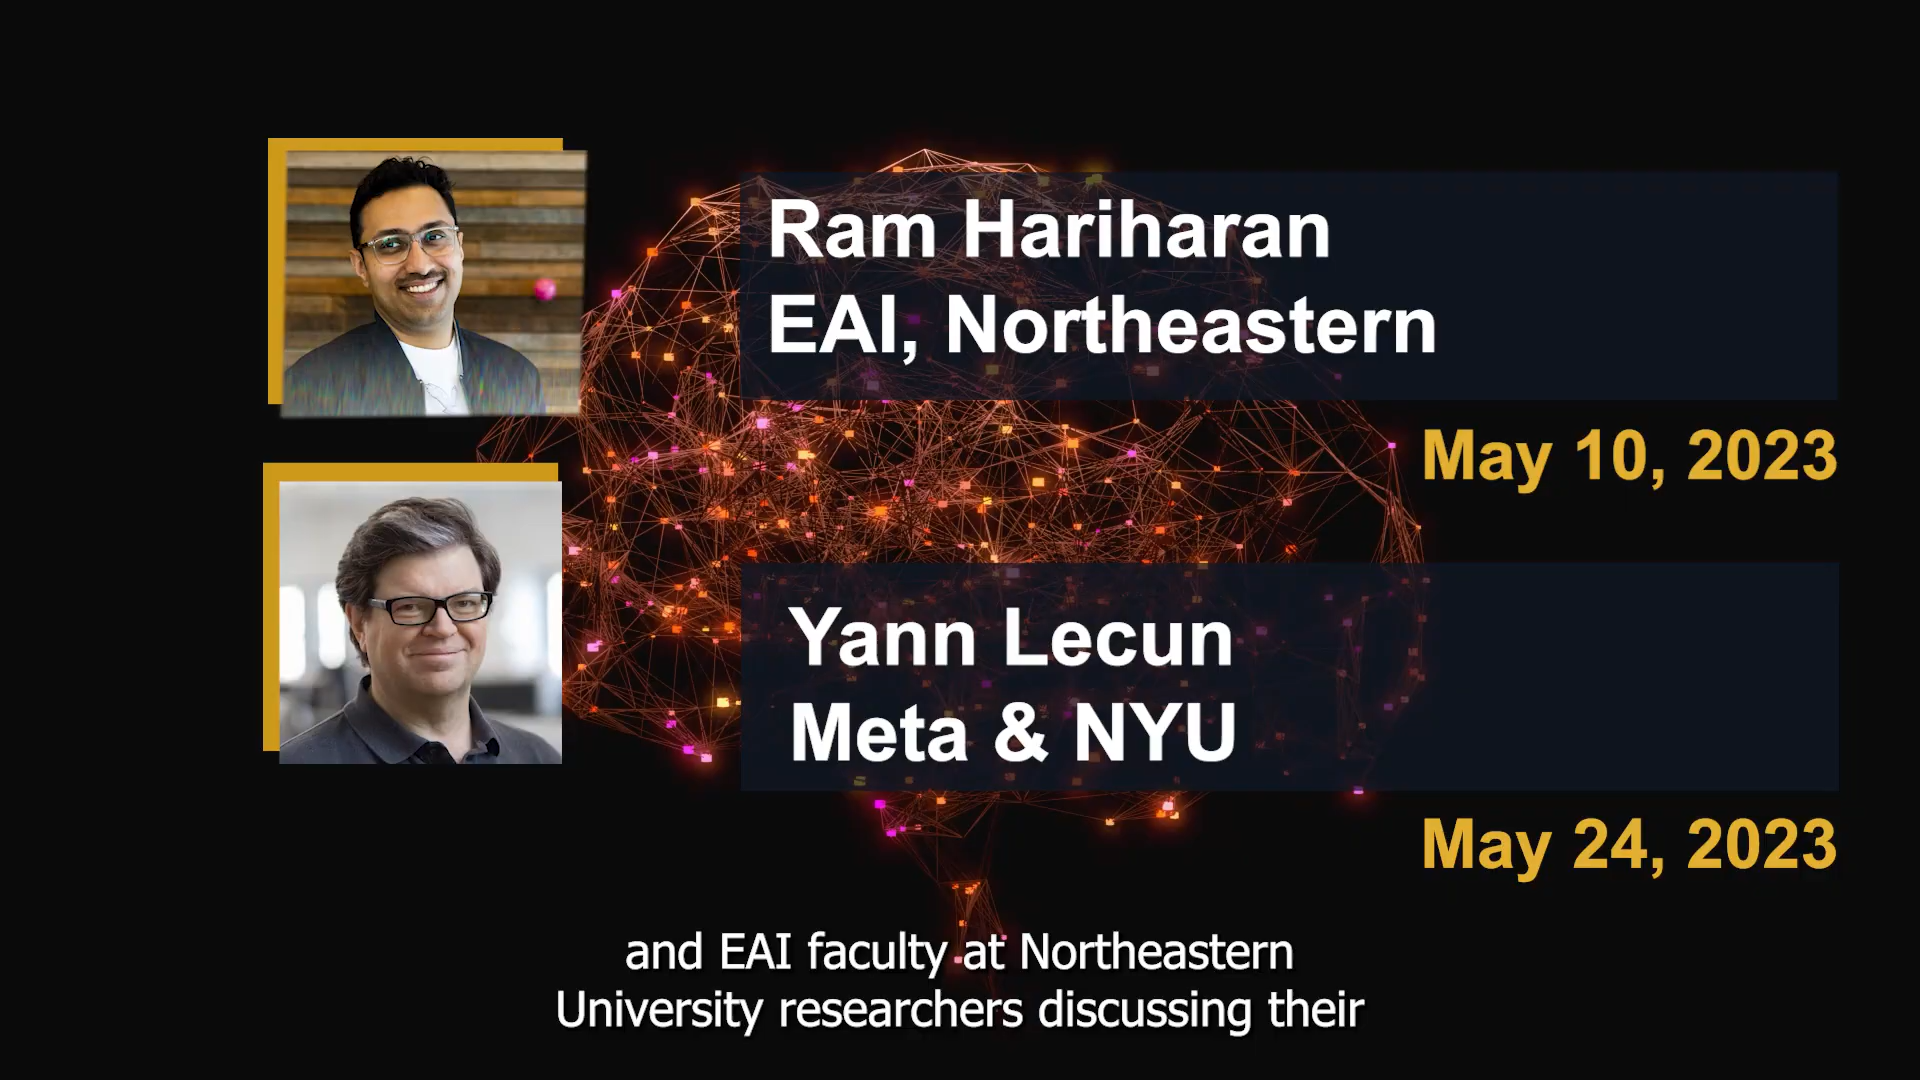 Ram Hariharan
EAI, Northeastern
May 10, 2023
Yann Lecun
Meta & NYU
May 24, 2023
and EAI faculty at Northeastern
University researchers discussing their